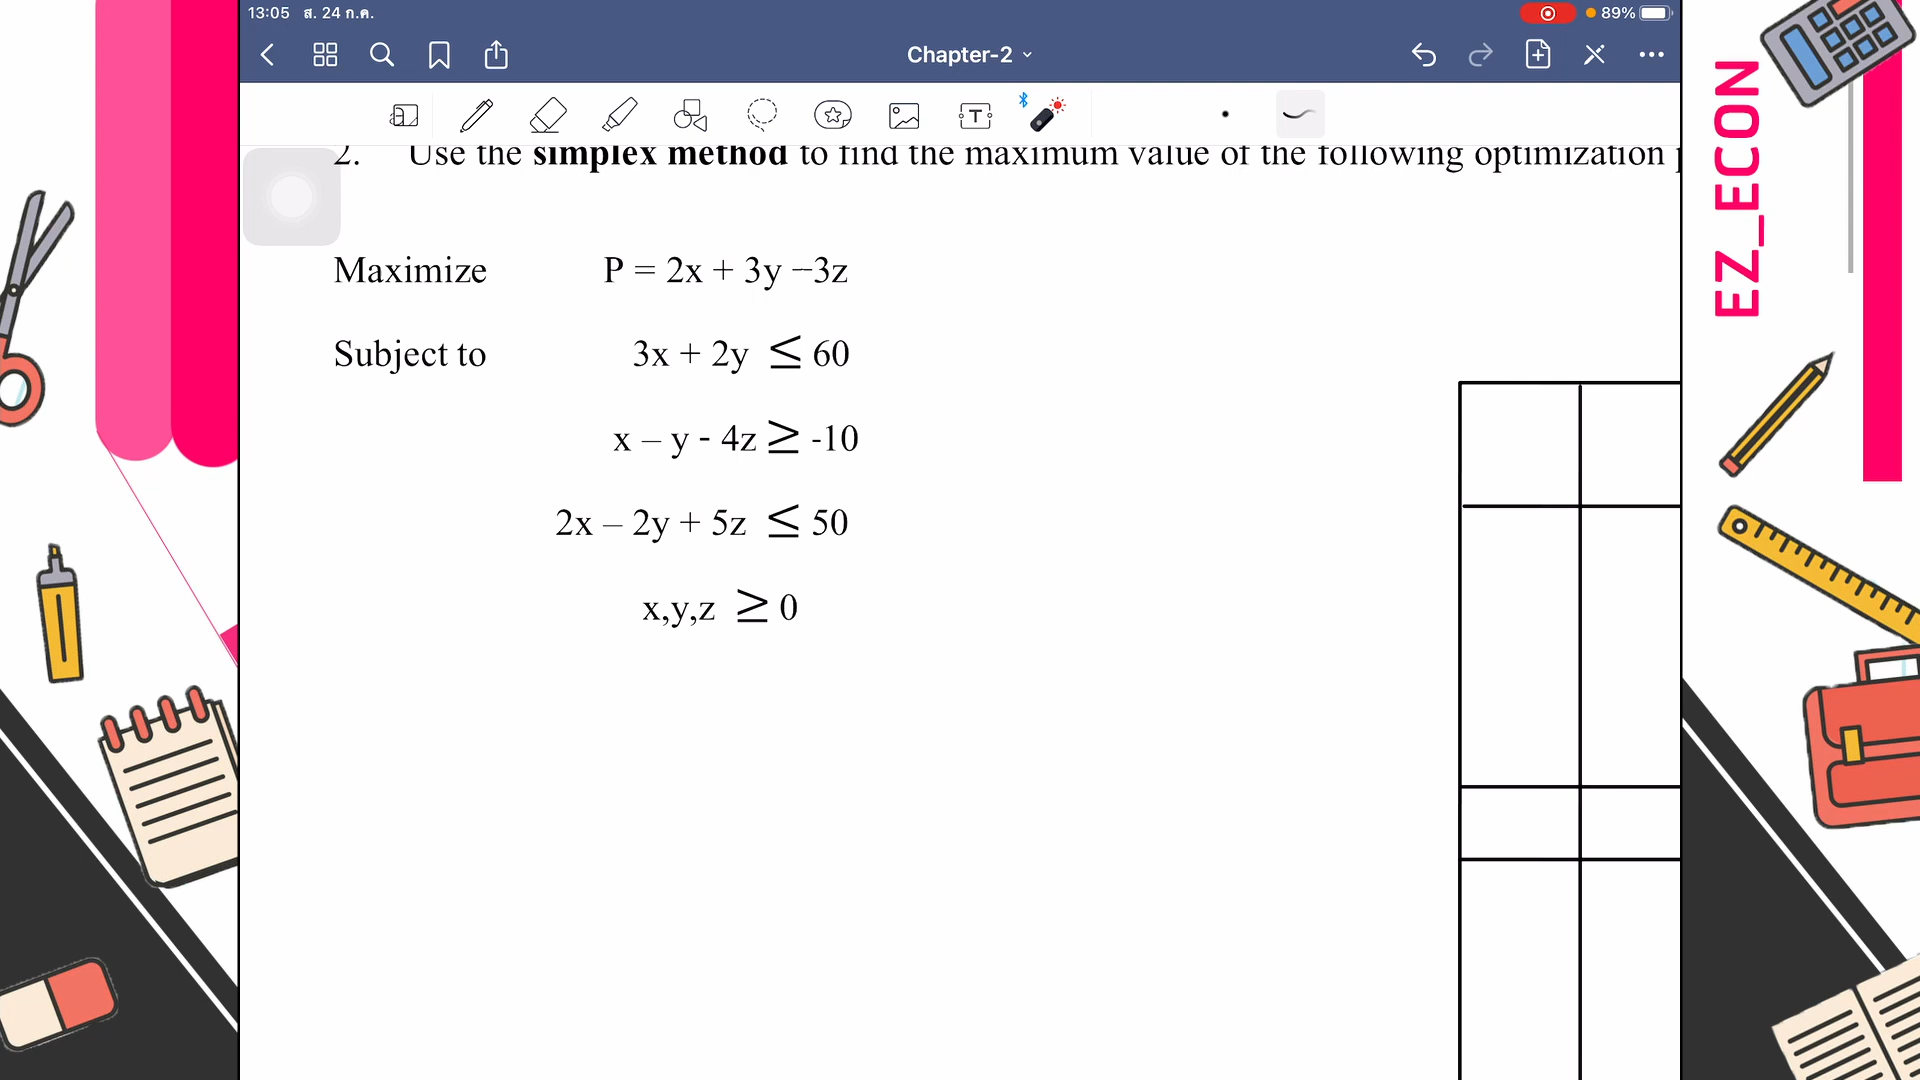 13:05 ส. 24 ก.ค.
89%
Chapter-2
2. Use the simplex method to find the maximum value of the following optimization
Maximize P = 2x + 3y −3z
Subject to 3x + 2y ≤ 60
x – y - 4z ≥ -10
2x – 2y + 5z ≤ 50
x,y,z ≥ 0
EZ_ECON